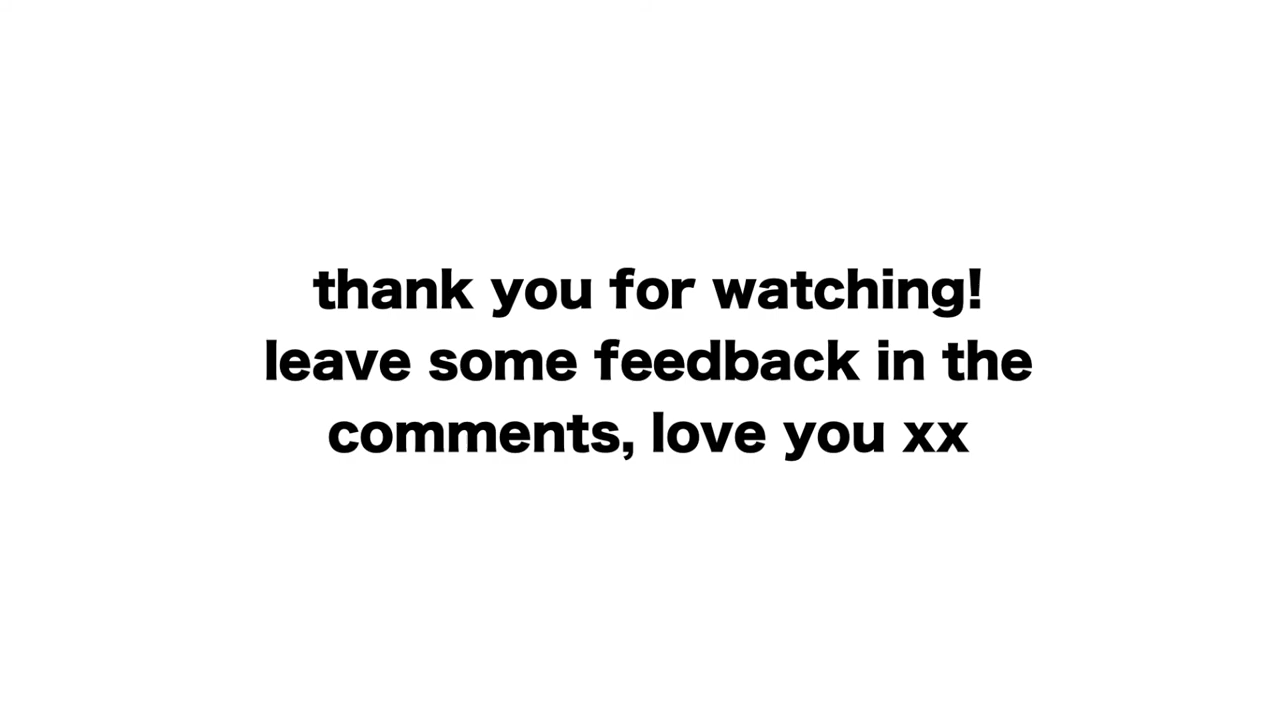 thank you for watching!
leave some feedback in the
comments, love you xx